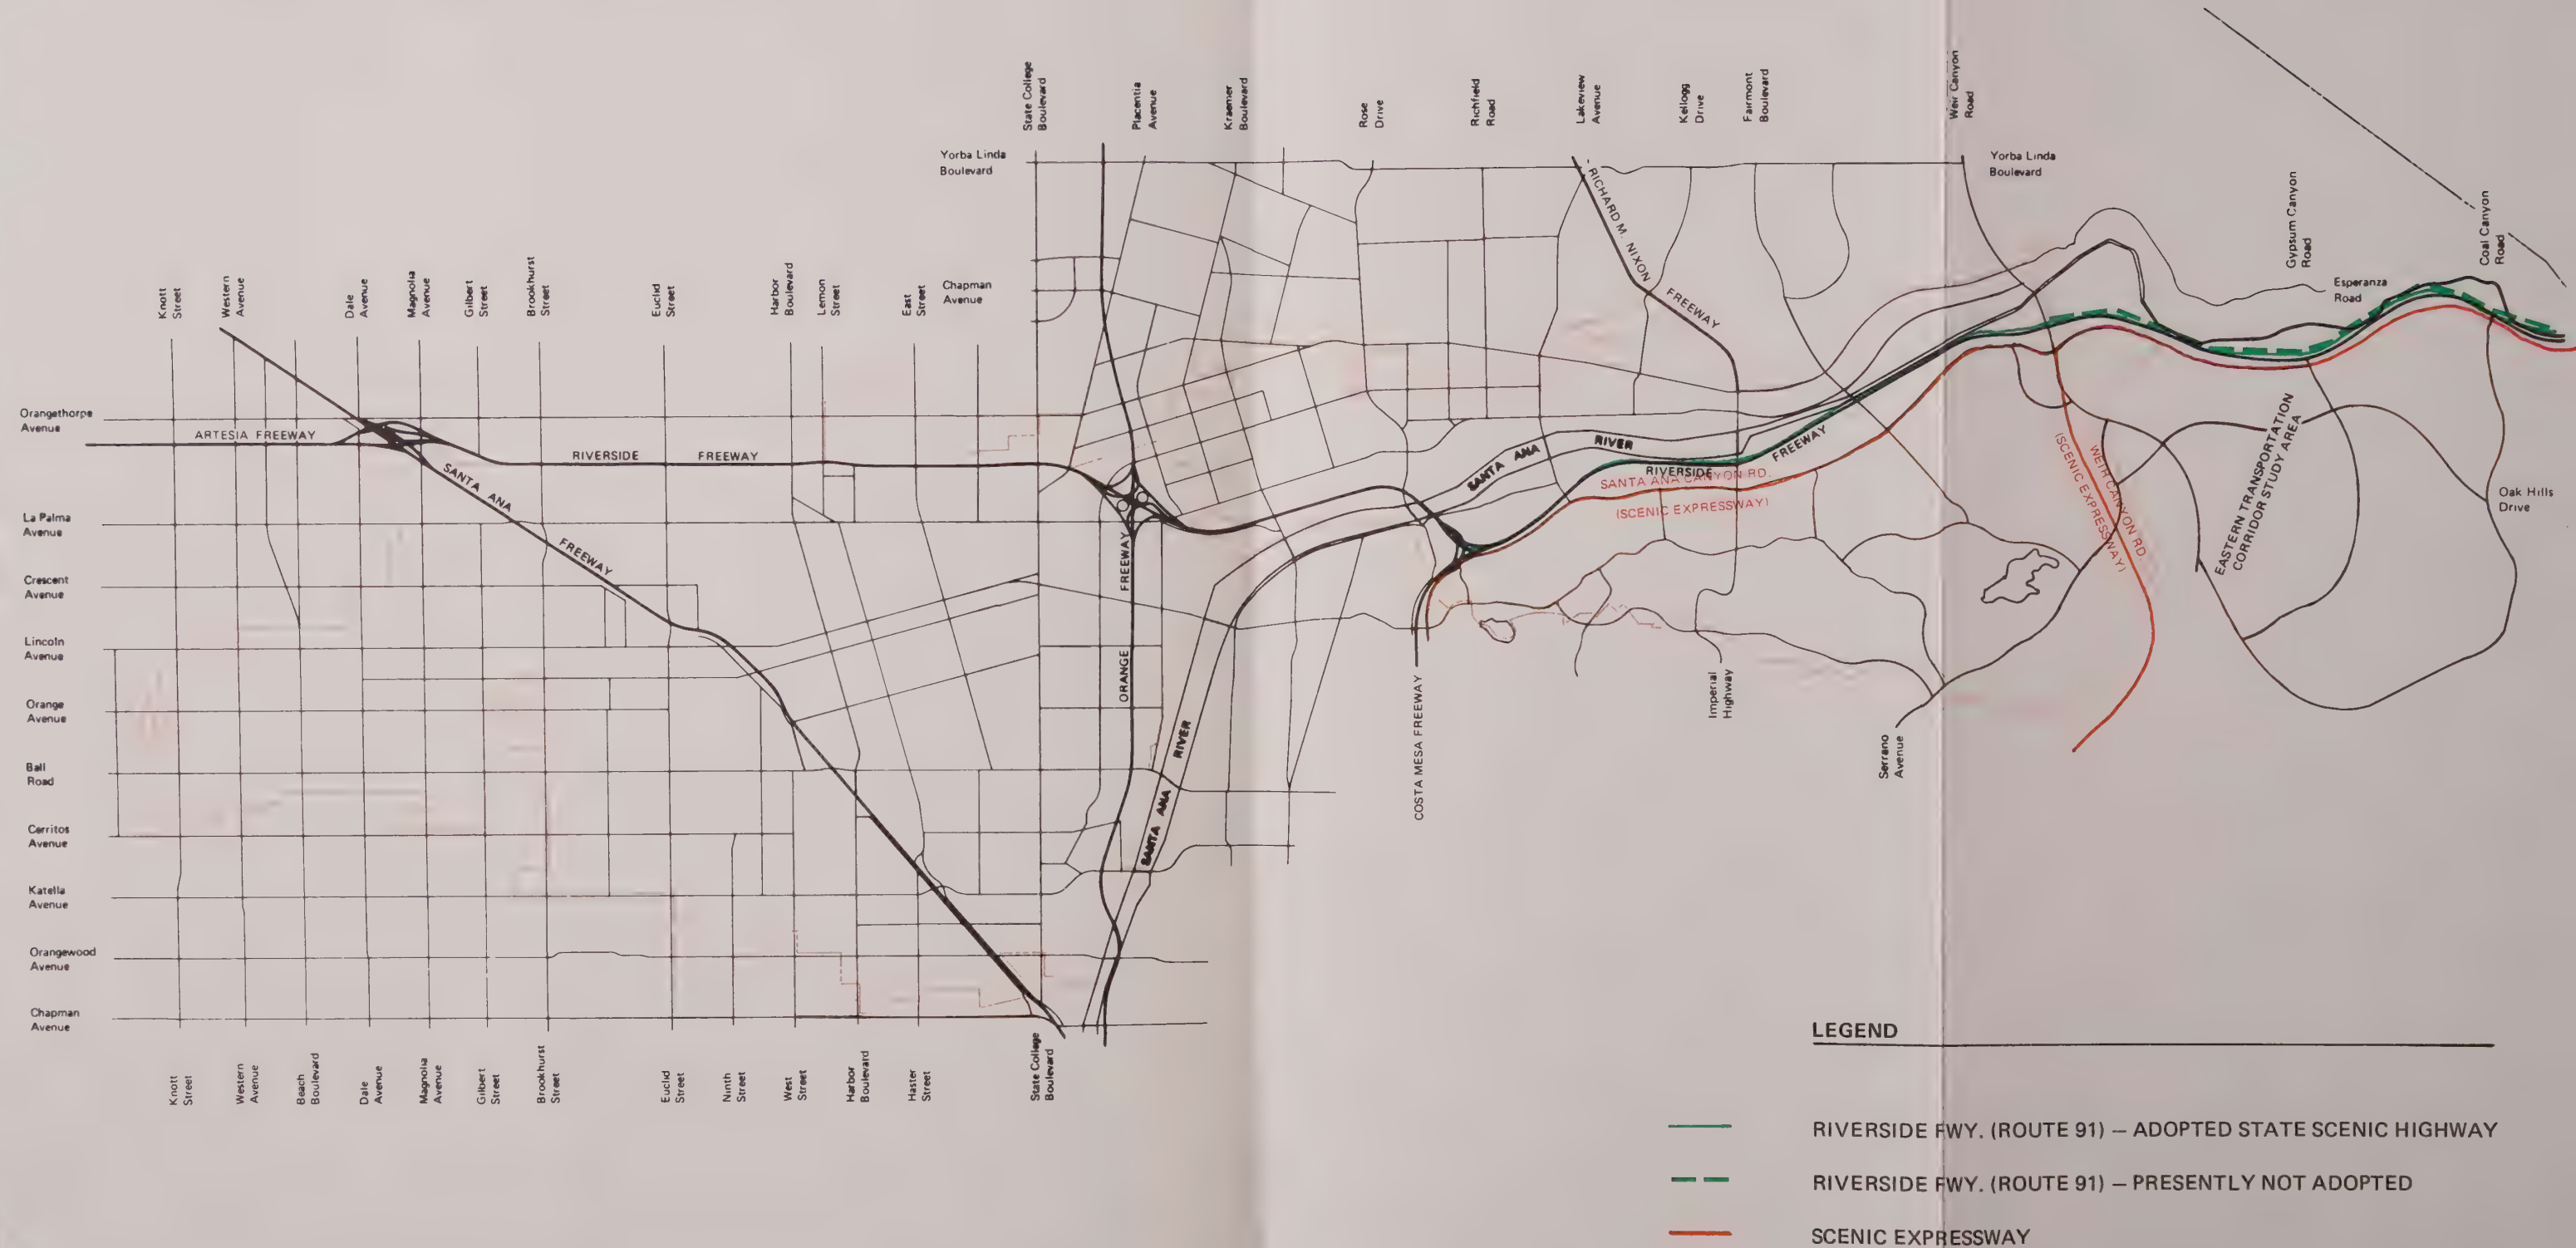 State College
Boulevard
Placentia
Avenue
Kraemer
Boulevard
Rose
Drive
Richfield
Road
Lakeview
Avenue
Kellogg
Drive
Fairmont
Boulevard
Weir Canyon
Road
Yorba Linda
Boulevard
Yorba Linda
Boulevard
Gypsum Canyon
Road
Coal Canyon
Road
Esperanza
Road
Knott
Street
Western
Avenue
Dale
Avenue
Magnolia
Avenue
Gilbert
Street
Brookhurst
Street
Euclid
Street
Harbor
Boulevard
Lemon
Street
East
Street
Chapman
Avenue
RICHARD M. NIXON FREEWAY
Orangethorpe
Avenue
ARTESIA FREEWAY
RIVERSIDE FREEWAY
SANTA ANA FREEWAY
SANTA ANA RIVER
RIVERSIDE FREEWAY
SANTA ANA CANYON RD.
(SCENIC EXPRESSWAY)
WEIR CANYON RD
(SCENIC EXPRESSWAY)
EASTERN TRANSPORTATION
CORRIDOR STUDY AREA
Oak Hills
Drive
La Palma
Avenue
Crescent
Avenue
Lincoln
Avenue
Orange
Avenue
Ball
Road
Cerritos
Avenue
Katella
Avenue
Orangewood
Avenue
Chapman
Avenue
ORANGE FREEWAY
SANTA ANA RIVER
COSTA MESA FREEWAY
Imperial
Highway
Serrano
Avenue
Knott
Street
Western
Avenue
Beach
Boulevard
Dale
Avenue
Magnolia
Avenue
Gilbert
Street
Brookhurst
Street
Euclid
Street
Ninth
Street
West
Street
Harbor
Boulevard
Haster
Street
State College
Boulevard
LEGEND
RIVERSIDE FWY. (ROUTE 91) — ADOPTED STATE SCENIC HIGHWAY
RIVERSIDE FWY. (ROUTE 91) — PRESENTLY NOT ADOPTED
SCENIC EXPRESSWAY